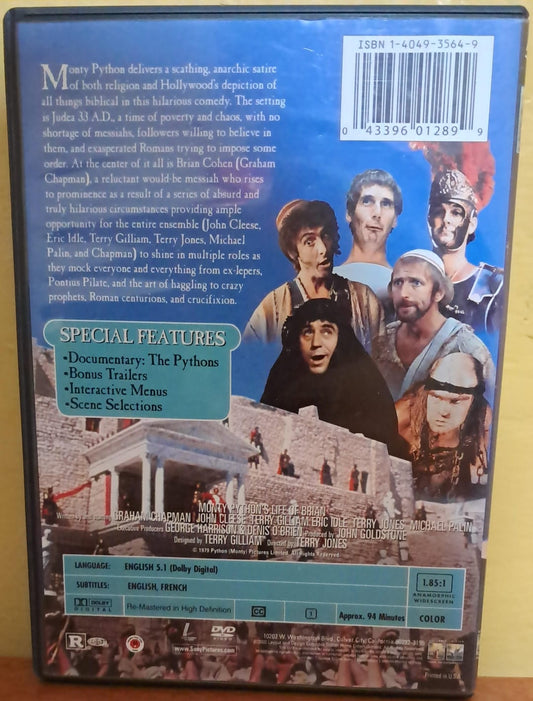 ISBN 1-4049-3564-9
0 43396 01289 9
Monty Python delivers a scathing, anarchic satire
of both religion and Hollywood's depiction of
all things biblical in this hilarious comedy. The setting
is Judea 33 A.D., a time of poverty and chaos, with no
shortage of messiahs, followers willing to believe in
them, and exasperated Romans trying to impose some
order. At the center of it all is Brian Cohen (Graham
Chapman), a reluctant would-be messiah who rises
to prominence as a result of a series of absurd and
truly hilarious circumstances providing ample
opportunity for the entire ensemble (John Cleese,
Eric Idle, Terry Gilliam, Terry Jones, Michael
Palin, and Chapman) to shine in multiple roles as
they mock everyone and everything from ex-lepers,
Pontius Pilate, and the art of haggling to crazy
prophets, Roman centurions, and crucifixion.
SPECIAL FEATURES
•Documentary: The Pythons
•Bonus Trailers
•Interactive Menus
•Scene Selections
MONTY PYTHON'S LIFE OF BRIAN
Written by and starring GRAHAM CHAPMAN JOHN CLEESE TERRY GILLIAM ERIC IDLE TERRY JONES MICHAEL PALIN
Executive Producers GEORGE HARRISON & DENIS O'BRIEN Produced by JOHN GOLDSTONE
Designed by TERRY GILLIAM Directed by TERRY JONES
© 1979 Python (Monty) Pictures Limited. All Rights Reserved.
LANGUAGE: ENGLISH 5.1 (Dolby Digital)
SUBTITLES: ENGLISH, FRENCH
1.85:1
ANAMORPHIC
WIDESCREEN
DOLBY
DIGITAL
Re-Mastered in High Definition
CC
1
Approx. 94 Minutes
COLOR
R
DVD
VIDEO
www.SonyPictures.com
10202 W. Washington Blvd., Culver City, California 90232-3195
Printed in U.S.A.